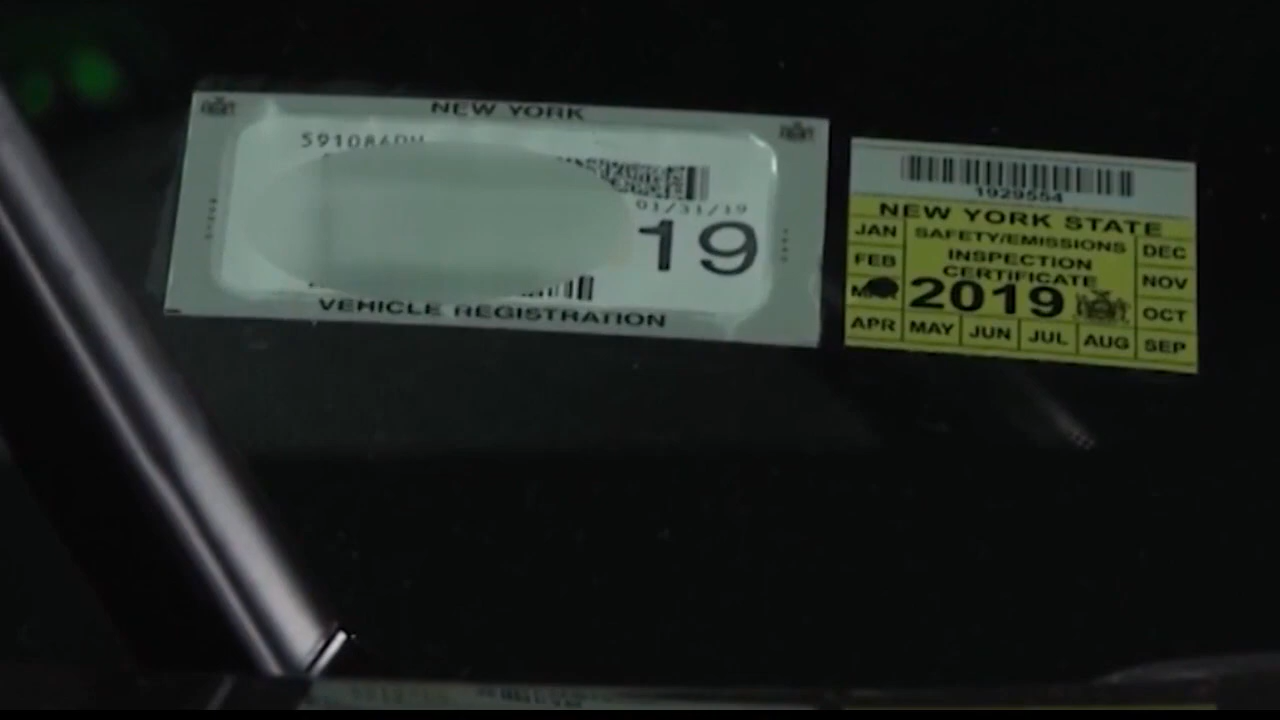 NEW YORK
591086DM
01/31/19
19
VEHICLE REGISTRATION
1929554
NEW YORK STATE
SAFETY/EMISSIONS
INSPECTION
CERTIFICATE
2019
JAN
FEB
APR
MAY
JUN
JUL
AUG
SEP
OCT
NOV
DEC